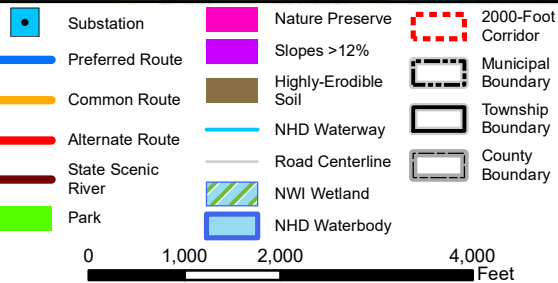 Substation
Preferred Route
Common Route
Alternate Route
State Scenic
River
Park
Nature Preserve
Slopes >12%
Highly-Erodible
Soil
NHD Waterway
Road Centerline
NWI Wetland
NHD Waterbody
2000-Foot
Corridor
Municipal
Boundary
Township
Boundary
County
Boundary
0 1,000 2,000 4,000
Feet